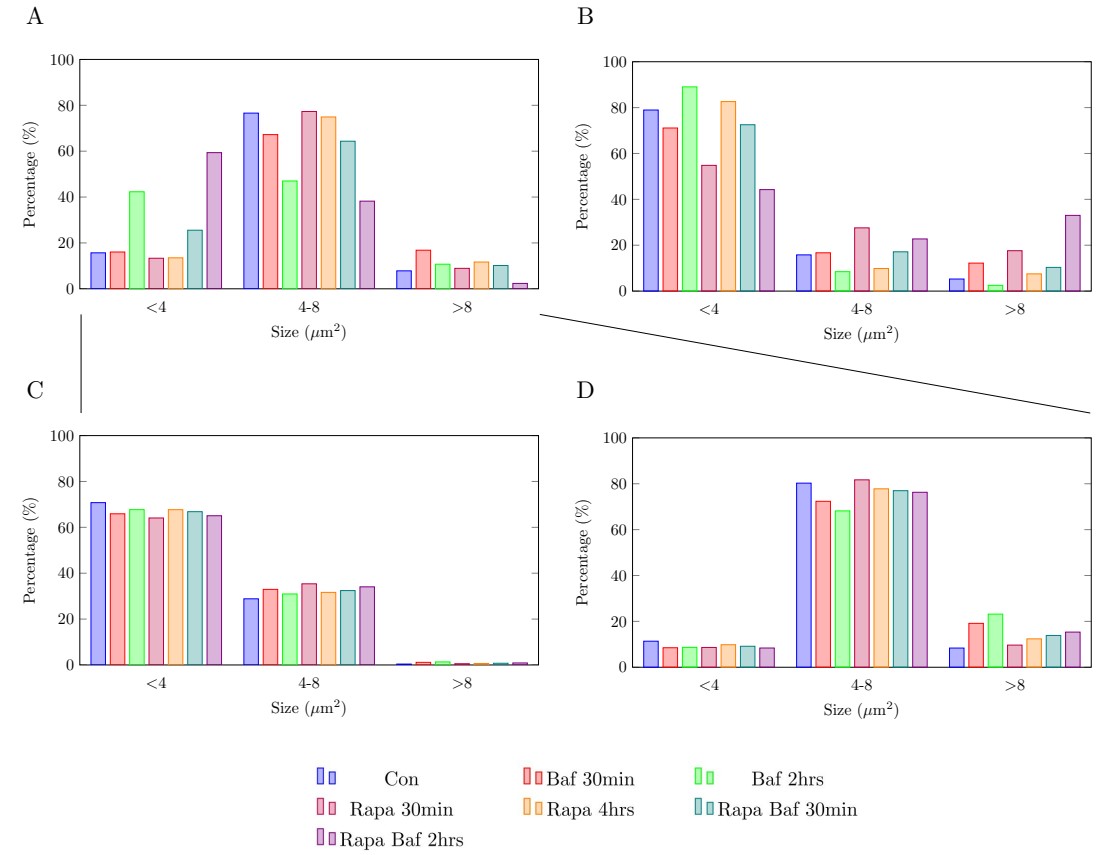 A
B
100
80
60
40
20
0
Percentage (%)
<4 4-8 >8
Size (μm²)
100
80
60
40
20
0
Percentage (%)
<4 4-8 >8
Size (μm²)
C
D
100
80
60
40
20
0
Percentage (%)
<4 4-8 >8
Size (μm²)
100
80
60
40
20
0
Percentage (%)
<4 4-8 >8
Size (μm²)
Con Baf 30min Baf 2hrs
Rapa 30min Rapa 4hrs Rapa Baf 30min
Rapa Baf 2hrs